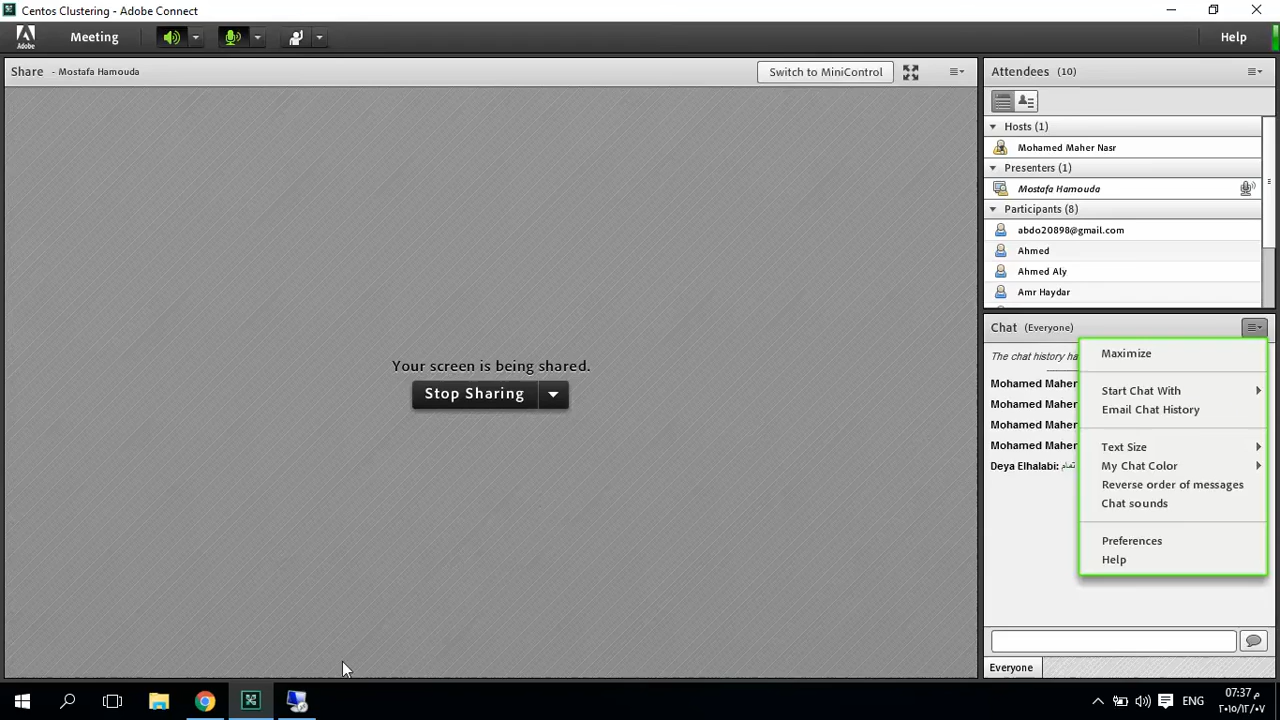 Centos Clustering - Adobe Connect
Adobe
Meeting
Help
Share - Mostafa Hamouda
Switch to MiniControl
Your screen is being shared.
Stop Sharing
Attendees (10)
Hosts (1)
Mohamed Maher Nasr
Presenters (1)
Mostafa Hamouda
Participants (8)
abdo20898@gmail.com
Ahmed
Ahmed Aly
Amr Haydar
Chat (Everyone)
The chat history ha
Mohamed Maher
Mohamed Maher
Mohamed Maher
Mohamed Maher
Deya Elhalabi: تمام
Maximize
Start Chat With
Email Chat History
Text Size
My Chat Color
Reverse order of messages
Chat sounds
Preferences
Help
Everyone
ENG
07:37 م
٢٠١٥/١٢/٠٧